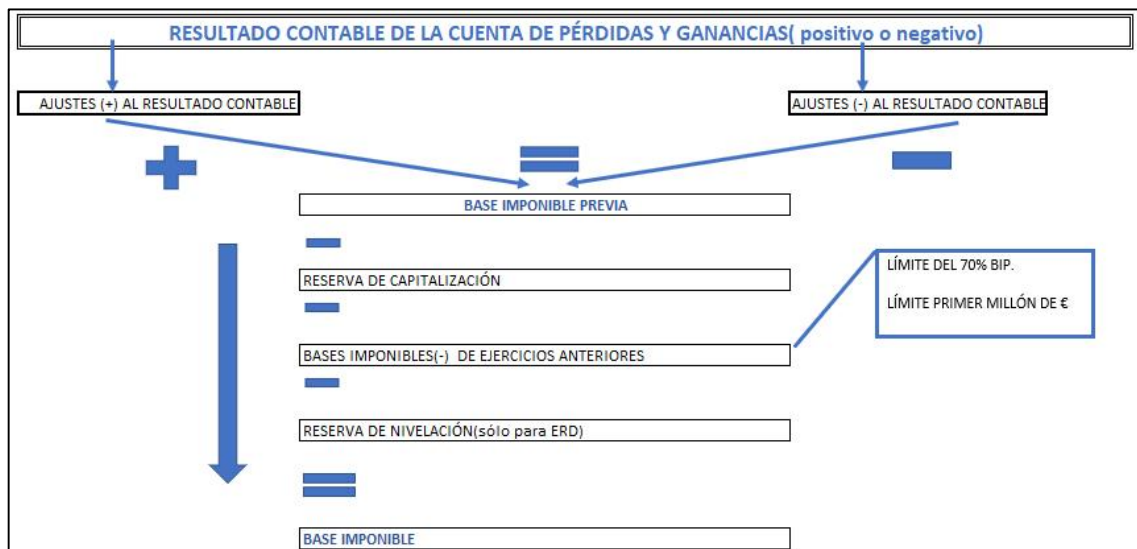 RESULTADO CONTABLE DE LA CUENTA DE PÉRDIDAS Y GANANCIAS( positivo o negativo)
AJUSTES (+) AL RESULTADO CONTABLE
AJUSTES (-) AL RESULTADO CONTABLE
BASE IMPONIBLE PREVIA
RESERVA DE CAPITALIZACIÓN
LÍMITE DEL 70% BIP.
LÍMITE PRIMER MILLÓN DE €
BASES IMPONIBLES(-) DE EJERCICIOS ANTERIORES
RESERVA DE NIVELACIÓN(sólo para ERD)
BASE IMPONIBLE